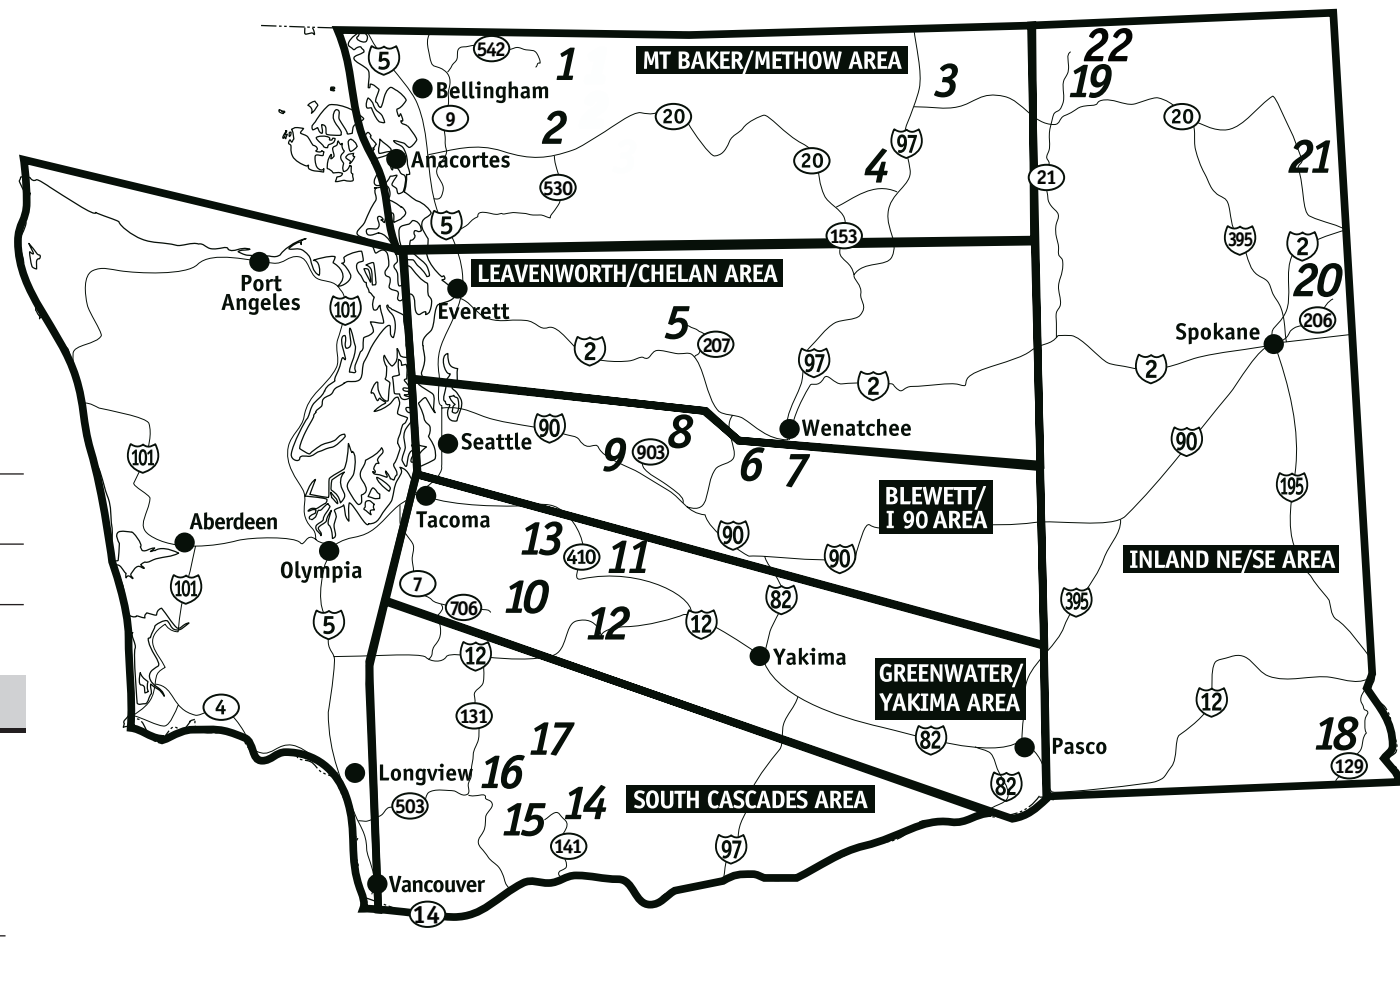 542
5
1
MT BAKER/METHOW AREA
3
22
19
Bellingham
9
2
20
20
97
Anacortes
20
4
21
21
530
5
153
395
2
LEAVENWORTH/CHELAN AREA
Port
Angeles
101
Everett
20
206
5
207
2
Spokane
97
2
2
Wenatchee
Seattle
90
9
903
8
6
7
90
101
195
BLEWETT/
I 90 AREA
Tacoma
Aberdeen
90
90
13
410
11
INLAND NE/SE AREA
Olympia
101
7
706
10
82
395
5
12
12
12
Yakima
GREENWATER/
YAKIMA AREA
12
4
131
17
82
Pasco
18
129
Longview
16
82
503
15
14
SOUTH CASCADES AREA
141
97
Vancouver
14